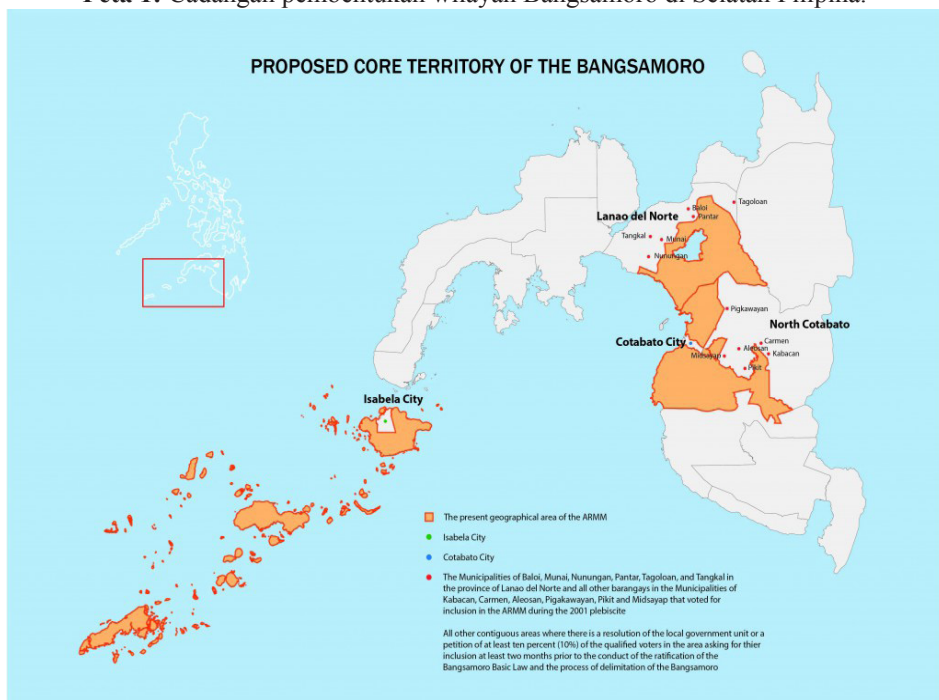 Peta 1: Cadangan pembentukan wilayah Bangsamoro di Selatan Filipina.
PROPOSED CORE TERRITORY OF THE BANGSAMORO
Tagoloan
Baloi
Lanao del Norte
Pantar
Tangkal
Munai
Nunungan
Pigkawayan
North Cotabato
Cotabato City
Carmen
Aleosan
Midsayap
Kabacan
Pikit
Isabela City
The present geographical area of the ARMM
Isabela City
Cotabato City
The Municipalities of Baloi, Munai, Nunungan, Pantar, Tagoloan, and Tangkal in
the province of Lanao del Norte and all other barangays in the Municipalities of
Kabacan, Carmen, Aleosan, Pigakawayan, Pikit and Midsayap that voted for
inclusion in the ARMM during the 2001 plebiscite
All other contiguous areas where there is a resolution of the local government unit or a
petition of at least ten percent (10%) of the qualified voters in the area asking for thier
inclusion at least two months prior to the conduct of the ratification of the
Bangsamoro Basic Law and the process of delimitation of the Bangsamoro